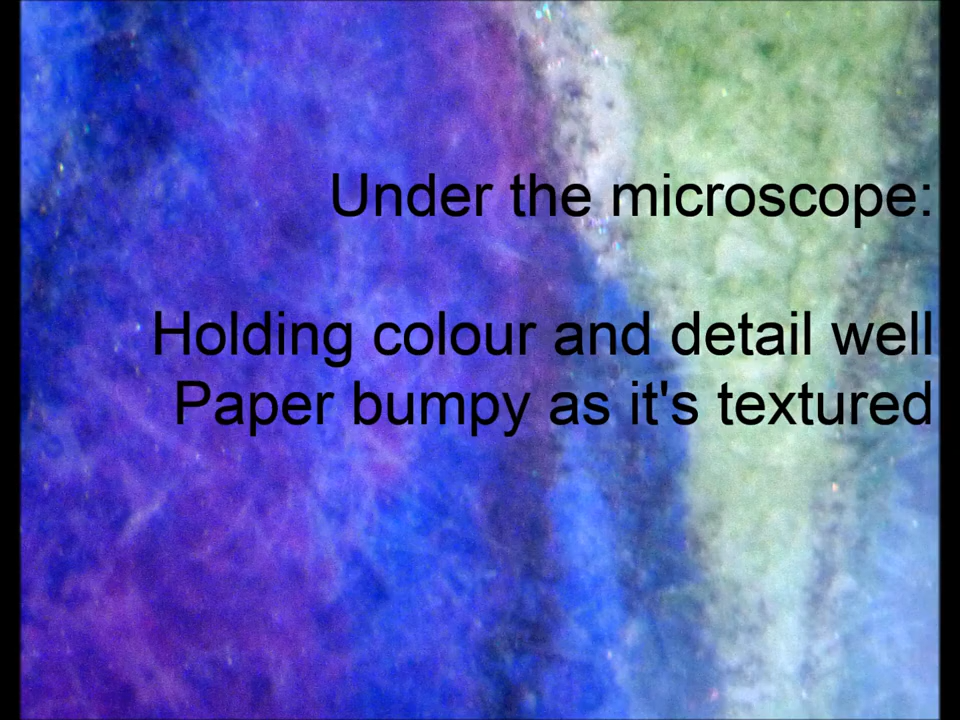 Under the microscope:
Holding colour and detail well
Paper bumpy as it's textured